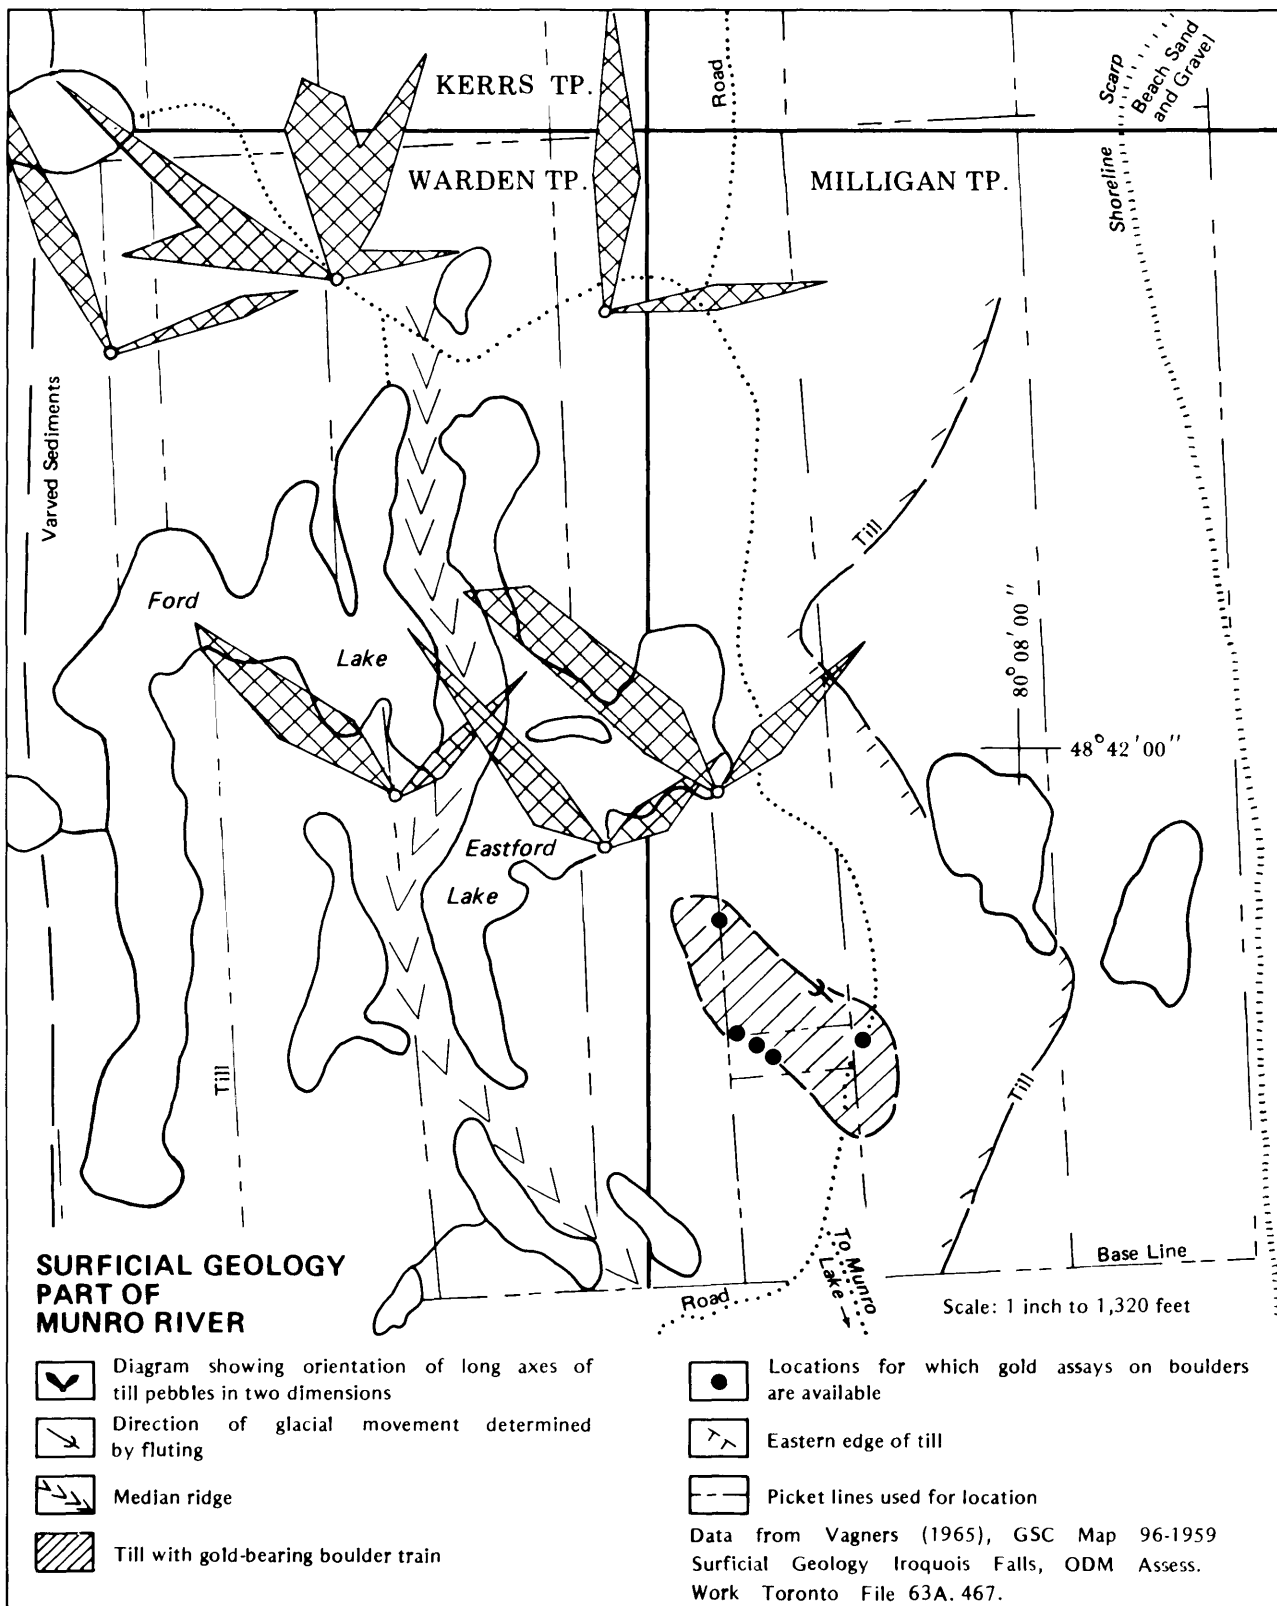 KERRS TP.
Road
Scarp
Beach Sand
and Gravel
WARDEN TP.
MILLIGAN TP.
Shoreline
Varved Sediments
Till
Ford
Lake
80°08'00"
48°42'00"
Eastford
Lake
Till
Till
To Munro
Lake
Base Line
Road
Scale: 1 inch to 1,320 feet
SURFICIAL GEOLOGY
PART OF
MUNRO RIVER
Diagram showing orientation of long axes of
till pebbles in two dimensions
Direction of glacial movement determined
by fluting
Median ridge
Till with gold-bearing boulder train
Locations for which gold assays on boulders
are available
Eastern edge of till
Picket lines used for location
Data from Vagners (1965), GSC Map 96-1959
Surficial Geology Iroquois Falls, ODM Assess.
Work Toronto File 63A.467.